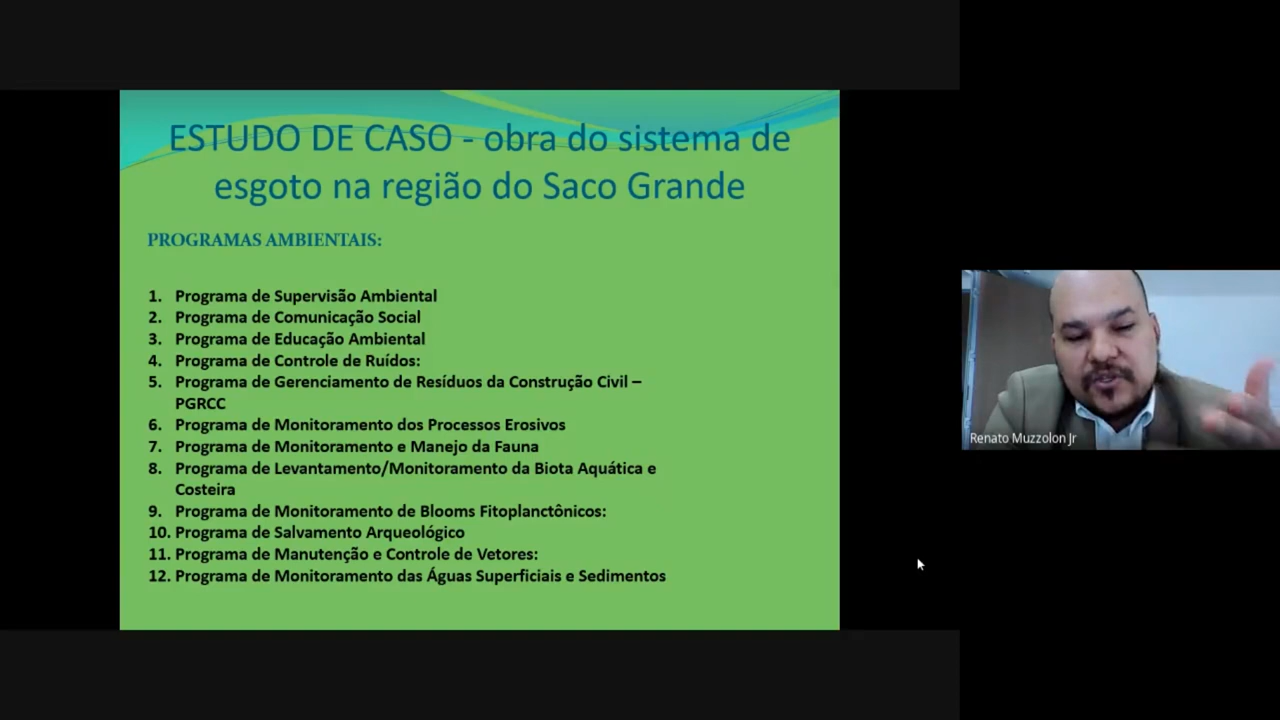 ESTUDO DE CASO - obra do sistema de
esgoto na região do Saco Grande
PROGRAMAS AMBIENTAIS:
1. Programa de Supervisão Ambiental
2. Programa de Comunicação Social
3. Programa de Educação Ambiental
4. Programa de Controle de Ruídos:
5. Programa de Gerenciamento de Resíduos da Construção Civil –
PGRCC
6. Programa de Monitoramento dos Processos Erosivos
7. Programa de Monitoramento e Manejo da Fauna
8. Programa de Levantamento/Monitoramento da Biota Aquática e
Costeira
9. Programa de Monitoramento de Blooms Fitoplanctônicos:
10. Programa de Salvamento Arqueológico
11. Programa de Manutenção e Controle de Vetores:
12. Programa de Monitoramento das Águas Superficiais e Sedimentos
Renato Muzzolon Jr